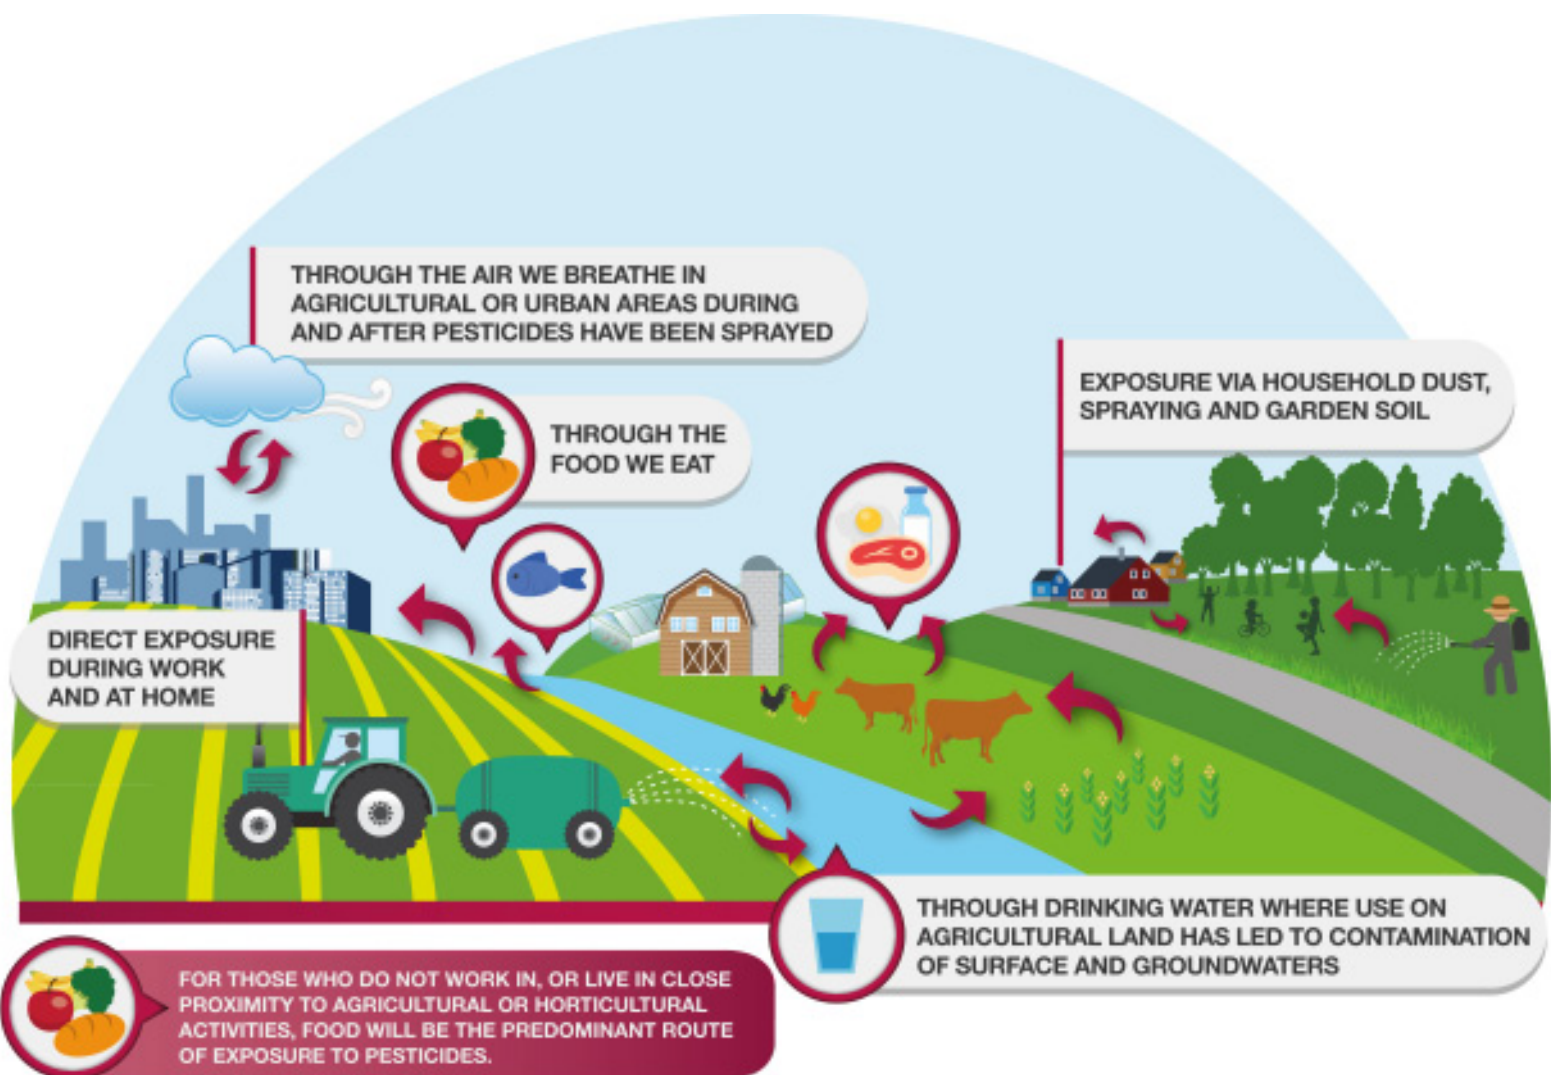 THROUGH THE AIR WE BREATHE IN
AGRICULTURAL OR URBAN AREAS DURING
AND AFTER PESTICIDES HAVE BEEN SPRAYED
EXPOSURE VIA HOUSEHOLD DUST,
SPRAYING AND GARDEN SOIL
THROUGH THE
FOOD WE EAT
DIRECT EXPOSURE
DURING WORK
AND AT HOME
THROUGH DRINKING WATER WHERE USE ON
AGRICULTURAL LAND HAS LED TO CONTAMINATION
OF SURFACE AND GROUNDWATERS
FOR THOSE WHO DO NOT WORK IN, OR LIVE IN CLOSE
PROXIMITY TO AGRICULTURAL OR HORTICULTURAL
ACTIVITIES, FOOD WILL BE THE PREDOMINANT ROUTE
OF EXPOSURE TO PESTICIDES.